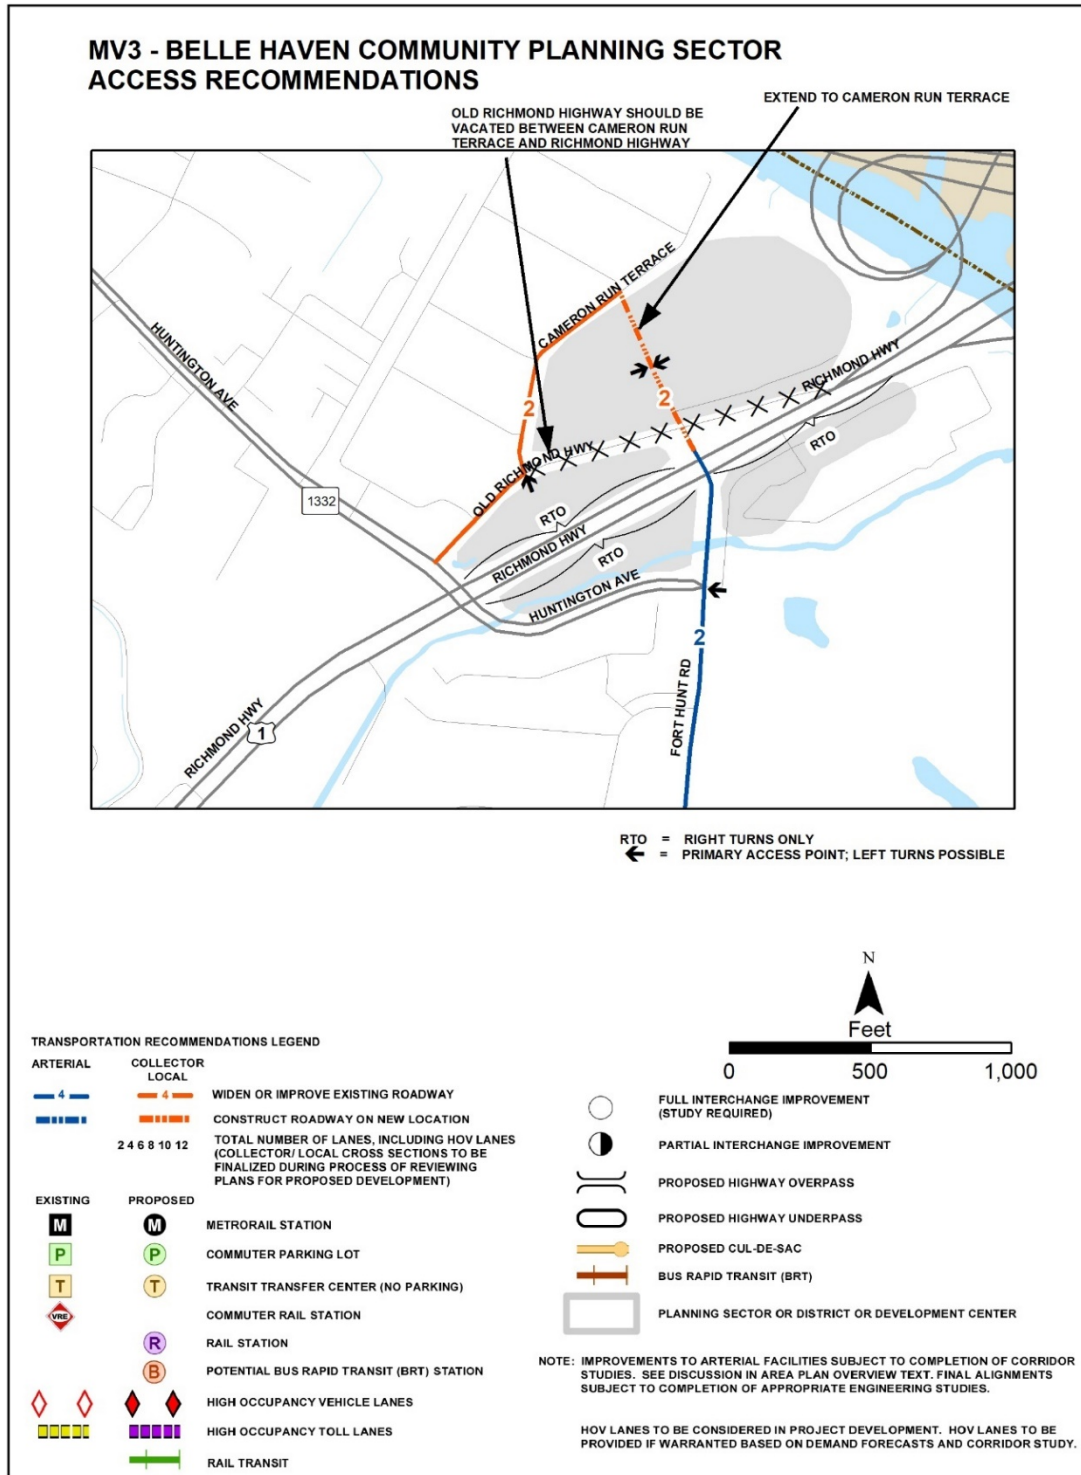 MV3 - BELLE HAVEN COMMUNITY PLANNING SECTOR
ACCESS RECOMMENDATIONS
OLD RICHMOND HIGHWAY SHOULD BE
VACATED BETWEEN CAMERON RUN
TERRACE AND RICHMOND HIGHWAY
EXTEND TO CAMERON RUN TERRACE
CAMERON RUN TERRACE
HUNTINGTON AVE
RICHMOND HWY
2
2
OLD RICHMOND HWY
RTO
1332
RTO
RICHMOND HWY
RTO
HUNTINGTON AVE
2
FORT HUNT RD
RICHMOND HWY
1
RTO = RIGHT TURNS ONLY
= PRIMARY ACCESS POINT; LEFT TURNS POSSIBLE
N
Feet
0 500 1,000
TRANSPORTATION RECOMMENDATIONS LEGEND
ARTERIAL COLLECTOR
LOCAL
4 4 WIDEN OR IMPROVE EXISTING ROADWAY
CONSTRUCT ROADWAY ON NEW LOCATION
2 4 6 8 10 12 TOTAL NUMBER OF LANES, INCLUDING HOV LANES
(COLLECTOR/ LOCAL CROSS SECTIONS TO BE
FINALIZED DURING PROCESS OF REVIEWING
PLANS FOR PROPOSED DEVELOPMENT)
EXISTING PROPOSED
M M METRORAIL STATION
P P COMMUTER PARKING LOT
T T TRANSIT TRANSFER CENTER (NO PARKING)
VRE COMMUTER RAIL STATION
R RAIL STATION
B POTENTIAL BUS RAPID TRANSIT (BRT) STATION
HIGH OCCUPANCY VEHICLE LANES
HIGH OCCUPANCY TOLL LANES
RAIL TRANSIT
FULL INTERCHANGE IMPROVEMENT
(STUDY REQUIRED)
PARTIAL INTERCHANGE IMPROVEMENT
PROPOSED HIGHWAY OVERPASS
PROPOSED HIGHWAY UNDERPASS
PROPOSED CUL-DE-SAC
BUS RAPID TRANSIT (BRT)
PLANNING SECTOR OR DISTRICT OR DEVELOPMENT CENTER
NOTE: IMPROVEMENTS TO ARTERIAL FACILITIES SUBJECT TO COMPLETION OF CORRIDOR
STUDIES. SEE DISCUSSION IN AREA PLAN OVERVIEW TEXT. FINAL ALIGNMENTS
SUBJECT TO COMPLETION OF APPROPRIATE ENGINEERING STUDIES.
HOV LANES TO BE CONSIDERED IN PROJECT DEVELOPMENT. HOV LANES TO BE
PROVIDED IF WARRANTED BASED ON DEMAND FORECASTS AND CORRIDOR STUDY.